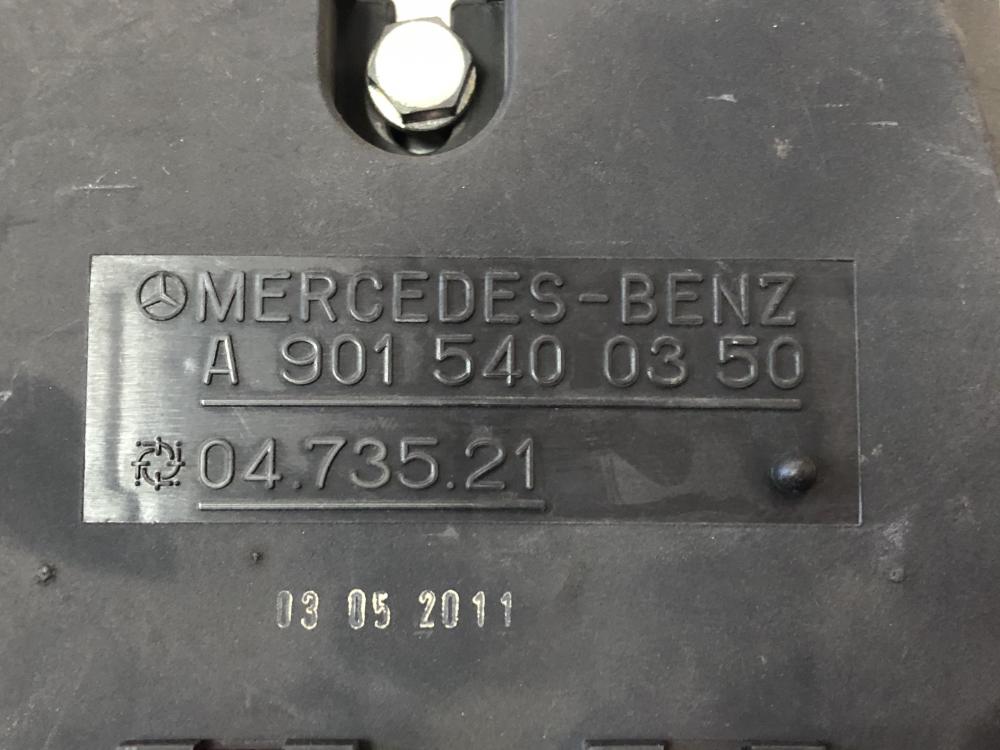 MERCEDES-BENZ
A 901 540 03 50
04.735.21
03 05 2011